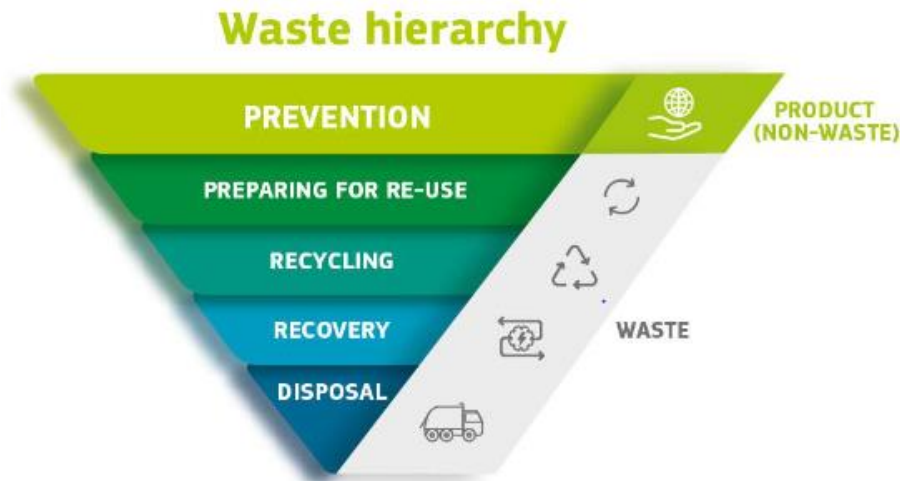 Waste hierarchy
PREVENTION
PRODUCT
(NON-WASTE)
PREPARING FOR RE-USE
RECYCLING
RECOVERY
WASTE
DISPOSAL